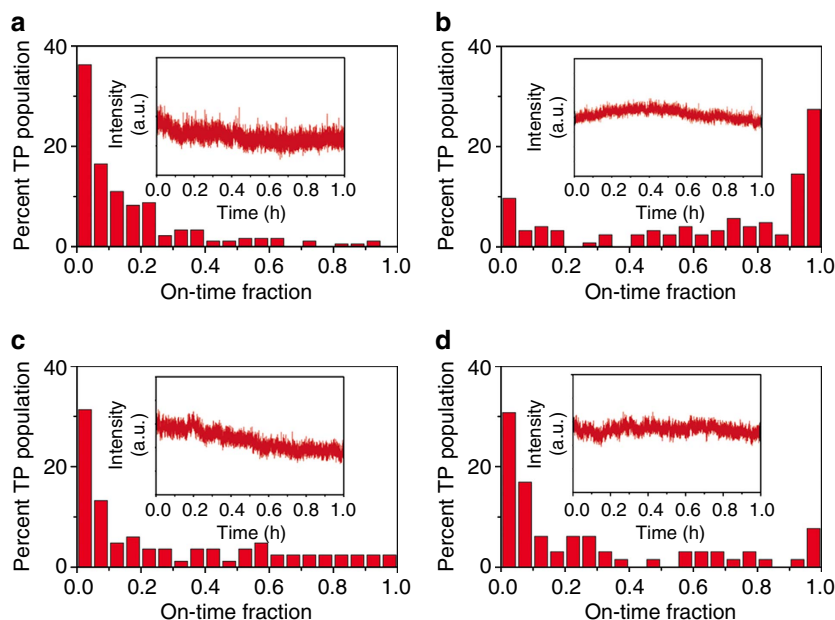 a
Percent TP population
40
20
0
0.0 0.2 0.4 0.6 0.8 1.0
On-time fraction
Intensity
(a.u.)
0.0 0.2 0.4 0.6 0.8 1.0
Time (h)
b
Percent TP population
40
20
0
0.0 0.2 0.4 0.6 0.8 1.0
On-time fraction
Intensity
(a.u.)
0.0 0.2 0.4 0.6 0.8 1.0
Time (h)
c
Percent TP population
40
20
0
0.0 0.2 0.4 0.6 0.8 1.0
On-time fraction
Intensity
(a.u.)
0.0 0.2 0.4 0.6 0.8 1.0
Time (h)
d
Percent TP population
40
20
0
0.0 0.2 0.4 0.6 0.8 1.0
On-time fraction
Intensity
(a.u.)
0.0 0.2 0.4 0.6 0.8 1.0
Time (h)